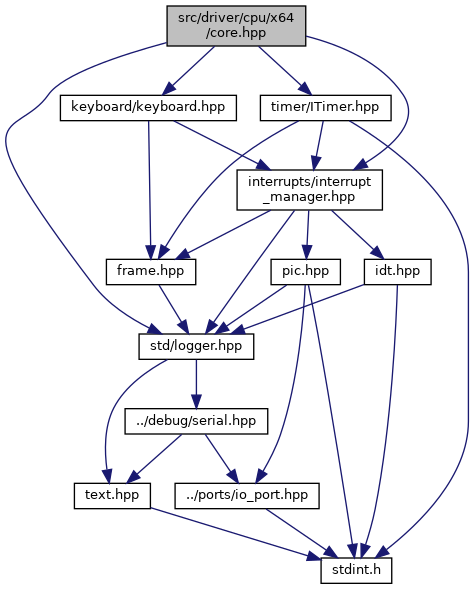 src/driver/cpu/x64
/core.hpp
keyboard/keyboard.hpp
timer/ITimer.hpp
interrupts/interrupt
_manager.hpp
frame.hpp
pic.hpp
idt.hpp
std/logger.hpp
../debug/serial.hpp
text.hpp
../ports/io_port.hpp
stdint.h